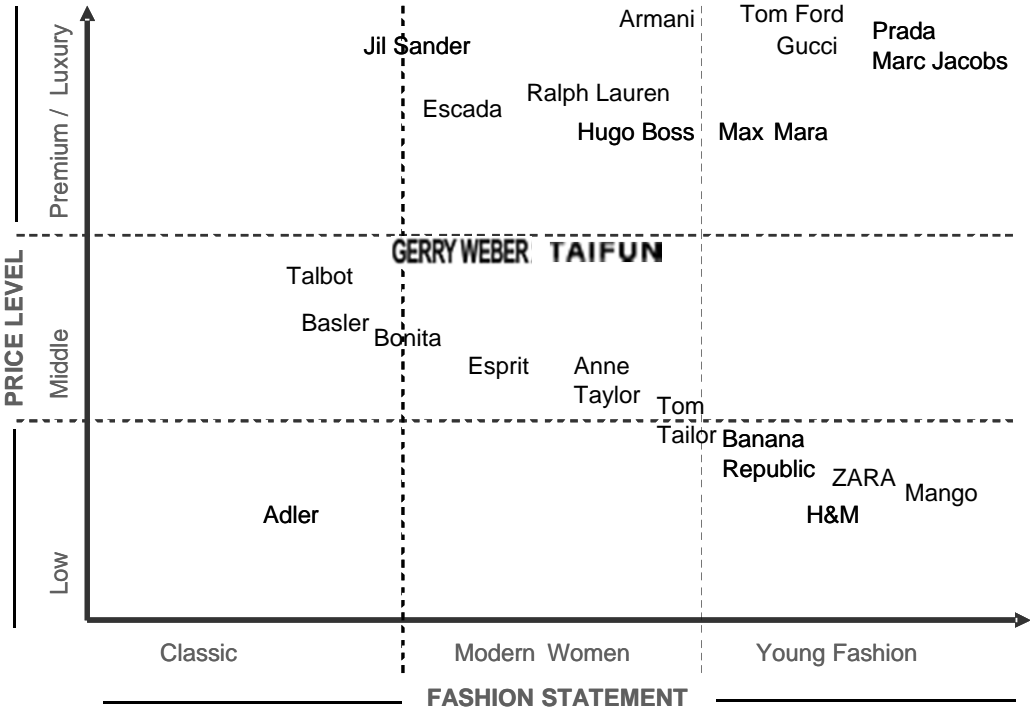 Armani
Tom Ford
Prada
Jil Sander
Gucci
Marc Jacobs
Ralph Lauren
Escada
Hugo Boss
Max Mara
Premium / Luxury
GERRY WEBER
TAIFUN
Talbot
Basler
Bonita
Esprit
Anne
Taylor
Tom
Tailor
PRICE LEVEL
Middle
Banana
Republic
ZARA
Mango
Adler
H&M
Low
Classic
Modern Women
Young Fashion
FASHION STATEMENT